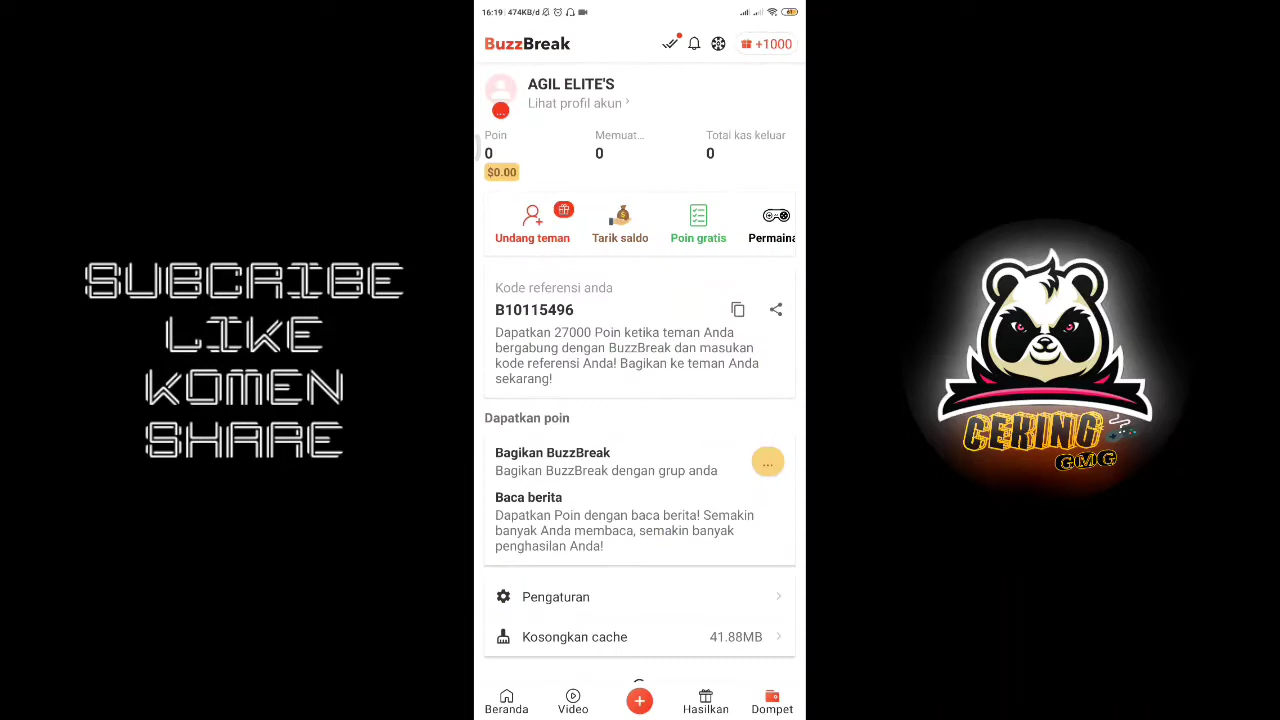 16:19 474KB/d
BuzzBreak
+1000
AGIL ELITE'S
Lihat profil akun
Poin
Memuat...
Total kas keluar
0
0
0
$0.00
Undang teman
Tarik saldo
Poin gratis
Permaina
Kode referensi anda
B10115496
Dapatkan 27000 Poin ketika teman Anda
bergabung dengan BuzzBreak dan masukan
kode referensi Anda! Bagikan ke teman Anda
sekarang!
Dapatkan poin
Bagikan BuzzBreak
Bagikan BuzzBreak dengan grup anda
...
Baca berita
Dapatkan Poin dengan baca berita! Semakin
banyak Anda membaca, semakin banyak
penghasilan Anda!
Pengaturan
Kosongkan cache
41.88MB
Beranda
Video
Hasilkan
Dompet
SUBCRIBE
LIKE
KOMEN
SHARE
CERING
GMG